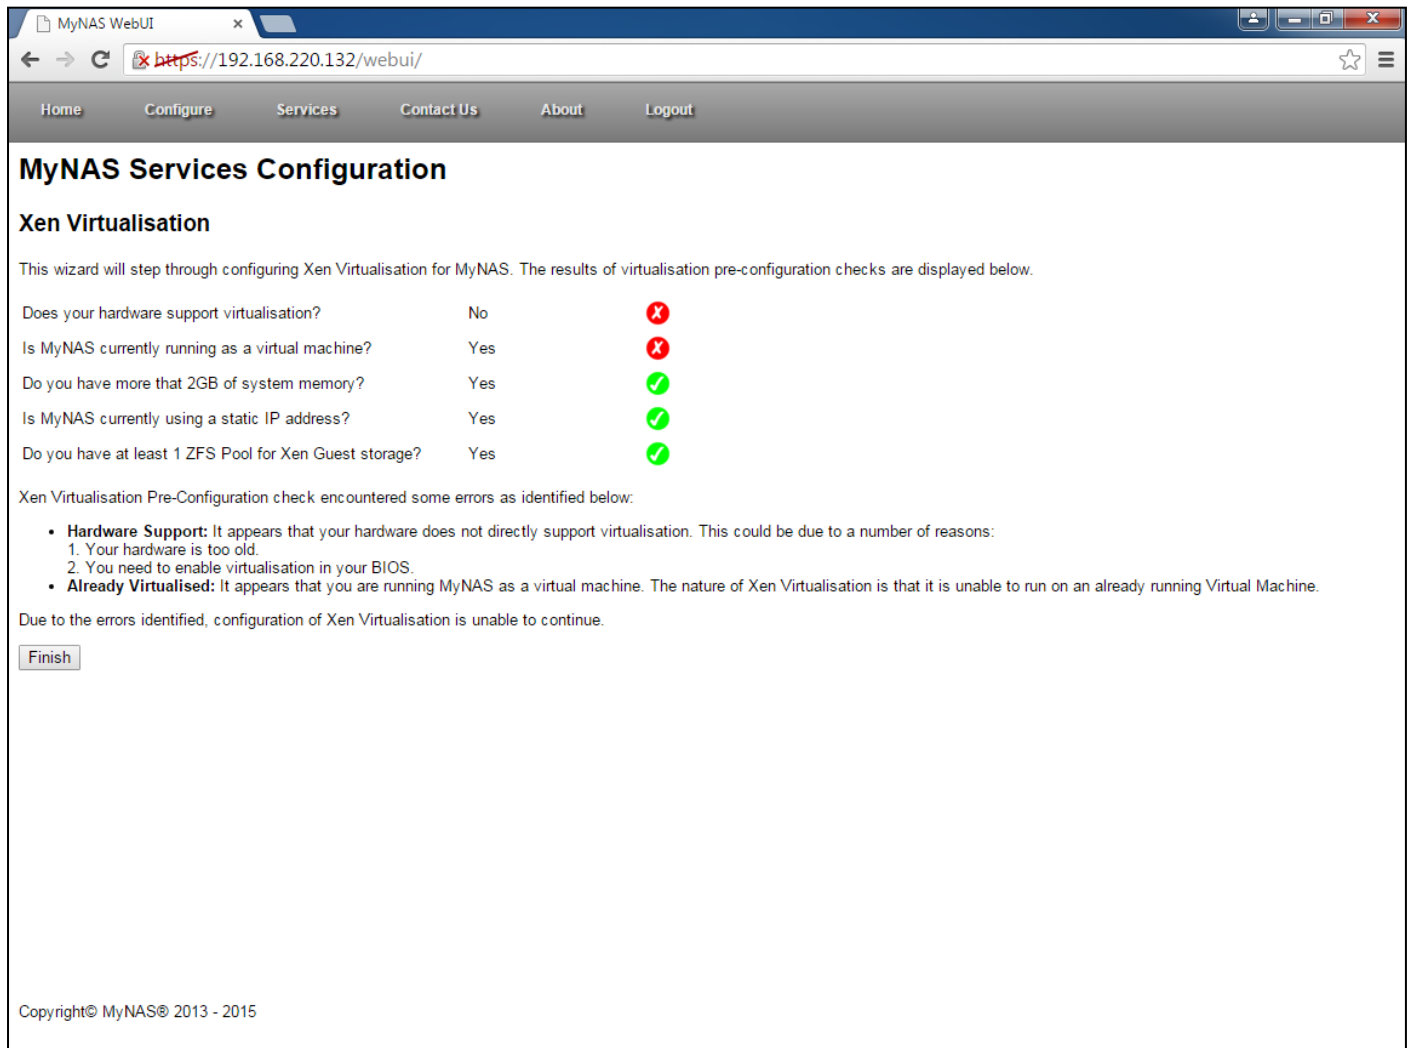 MyNAS WebUI
https://192.168.220.132/webui/
Home Configure Services Contact Us About Logout
MyNAS Services Configuration
Xen Virtualisation
This wizard will step through configuring Xen Virtualisation for MyNAS. The results of virtualisation pre-configuration checks are displayed below.
Does your hardware support virtualisation? No
Is MyNAS currently running as a virtual machine? Yes
Do you have more that 2GB of system memory? Yes
Is MyNAS currently using a static IP address? Yes
Do you have at least 1 ZFS Pool for Xen Guest storage? Yes
Xen Virtualisation Pre-Configuration check encountered some errors as identified below:
• Hardware Support: It appears that your hardware does not directly support virtualisation. This could be due to a number of reasons:
1. Your hardware is too old.
2. You need to enable virtualisation in your BIOS.
• Already Virtualised: It appears that you are running MyNAS as a virtual machine. The nature of Xen Virtualisation is that it is unable to run on an already running Virtual Machine.
Due to the errors identified, configuration of Xen Virtualisation is unable to continue.
Finish
Copyright© MyNAS® 2013 - 2015